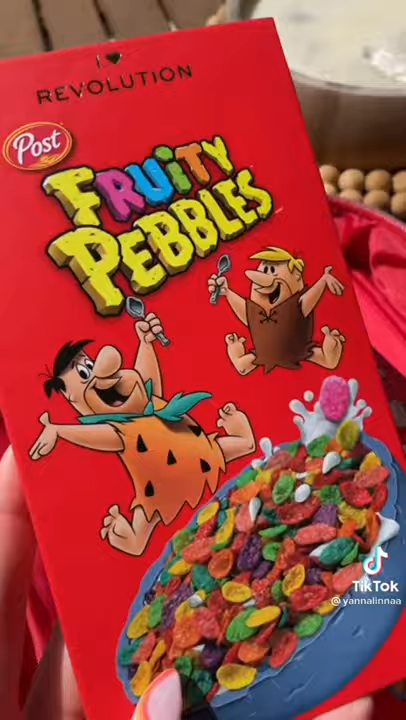 I ♥
REVOLUTION
Post
FRUITY
PEBBLES
TikTok
@yannalinnaa